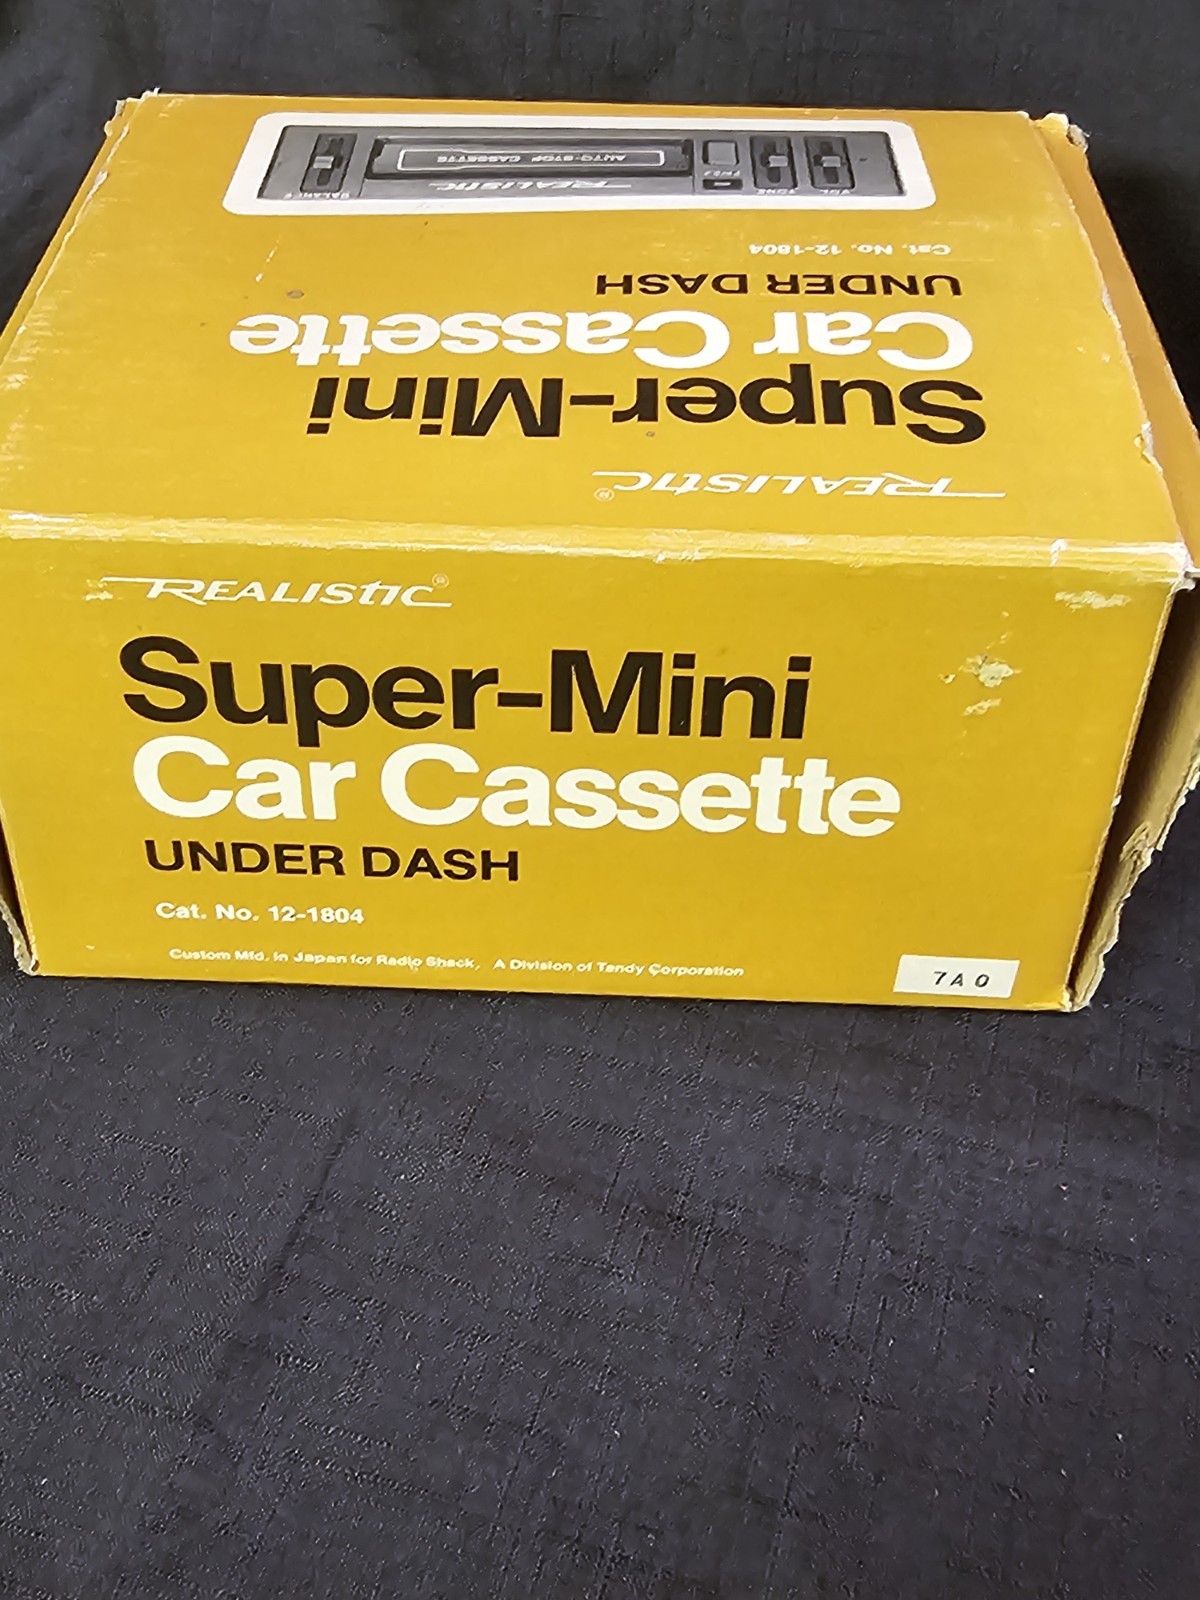 BALANCE
AUTO-STOP CASSETTE
REALISTIC
FWD
TONE
VOL
Cat. No. 12-1804
UNDER DASH
Car Cassette
Super-Mini
REALISTIC®
REALISTIC®
Super-Mini
Car Cassette
UNDER DASH
Cat. No. 12-1804
Custom Mfd. in Japan for Radio Shack, A Division of Tandy Corporation
7A0